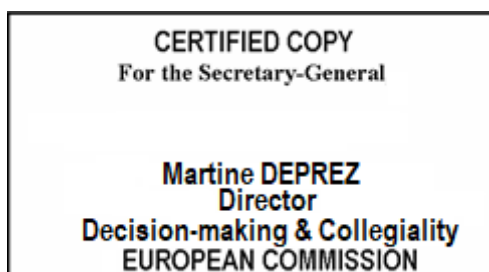 CERTIFIED COPY
For the Secretary-General
Martine DEPREZ
Director
Decision-making & Collegiality
EUROPEAN COMMISSION